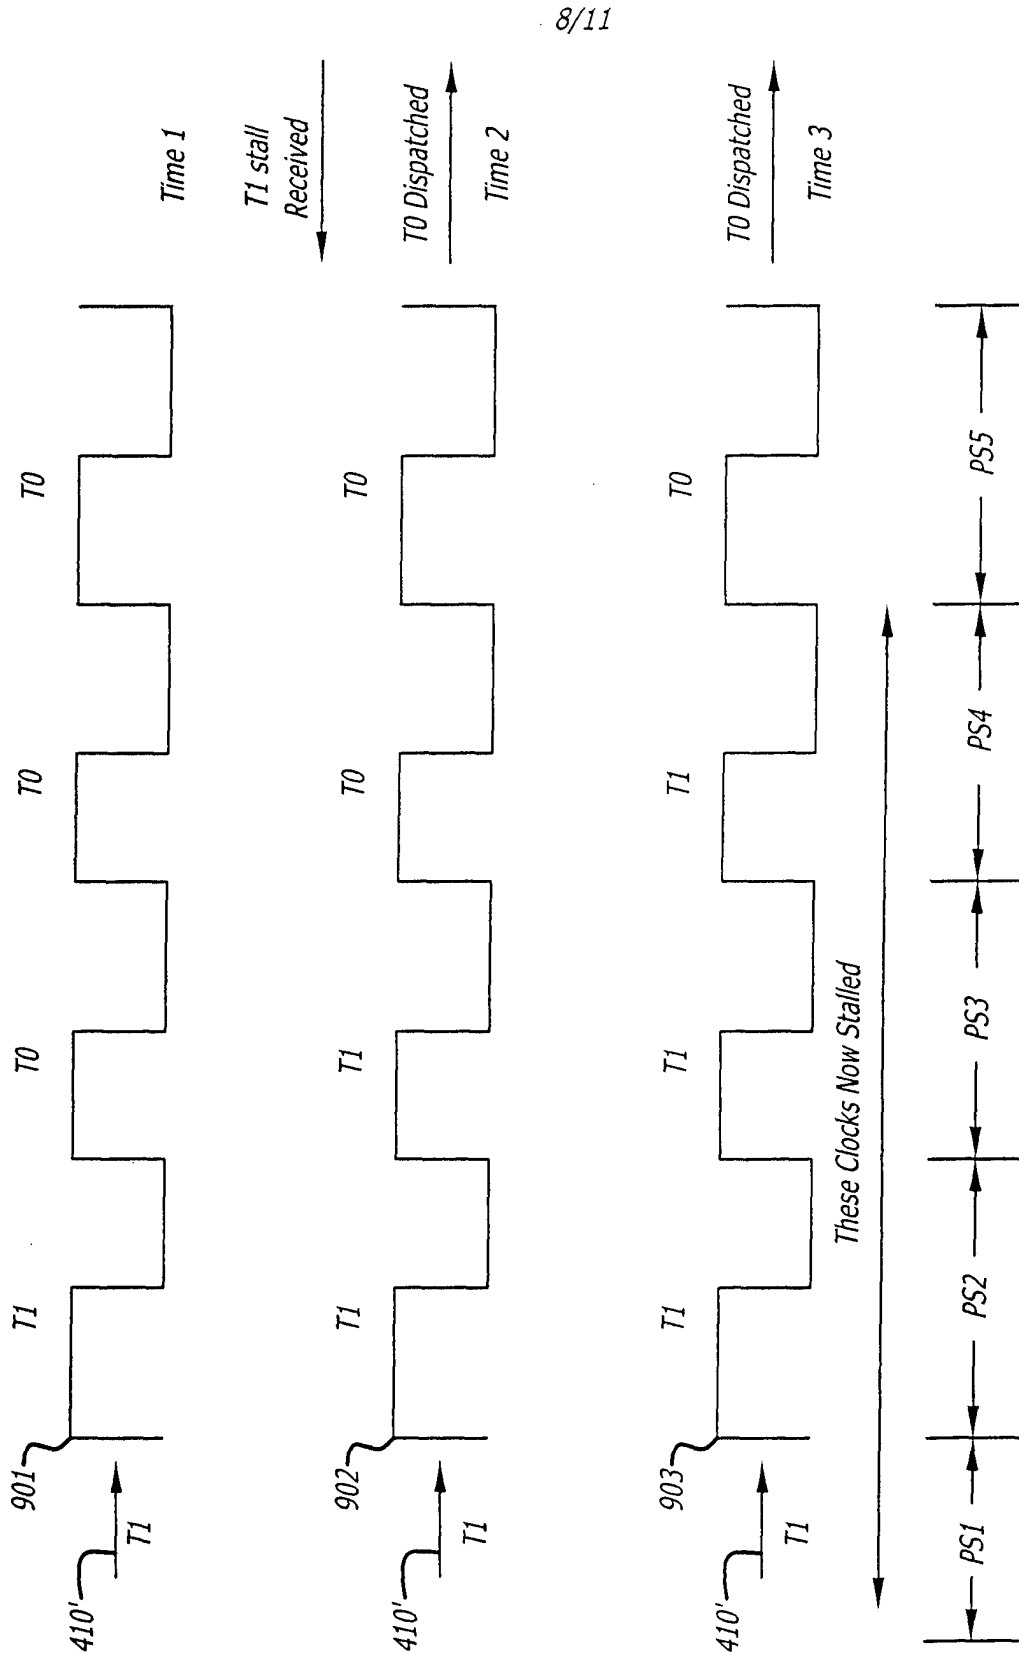 8/11
901
T1
T0
T0
T0
410'
T1
Time 1
T1 stall
Received
902
T1
T1
T0
T0
T0 Dispatched
410'
T1
Time 2
903
T1
T1
T1
T0
T0 Dispatched
410'
T1
Time 3
These Clocks Now Stalled
PS1
PS2
PS3
PS4
PS5